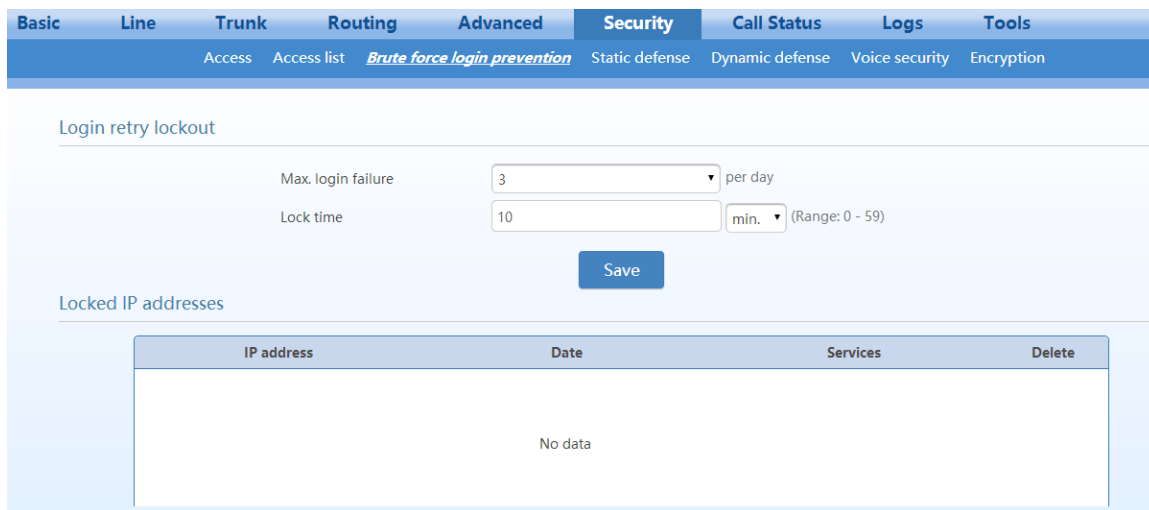 Basic Line Trunk Routing Advanced Security Call Status Logs Tools
Access Access list Brute force login prevention Static defense Dynamic defense Voice security Encryption
Login retry lockout
Max. login failure 3 per day
Lock time 10 min. (Range: 0 - 59)
Save
Locked IP addresses
IP address Date Services Delete
No data